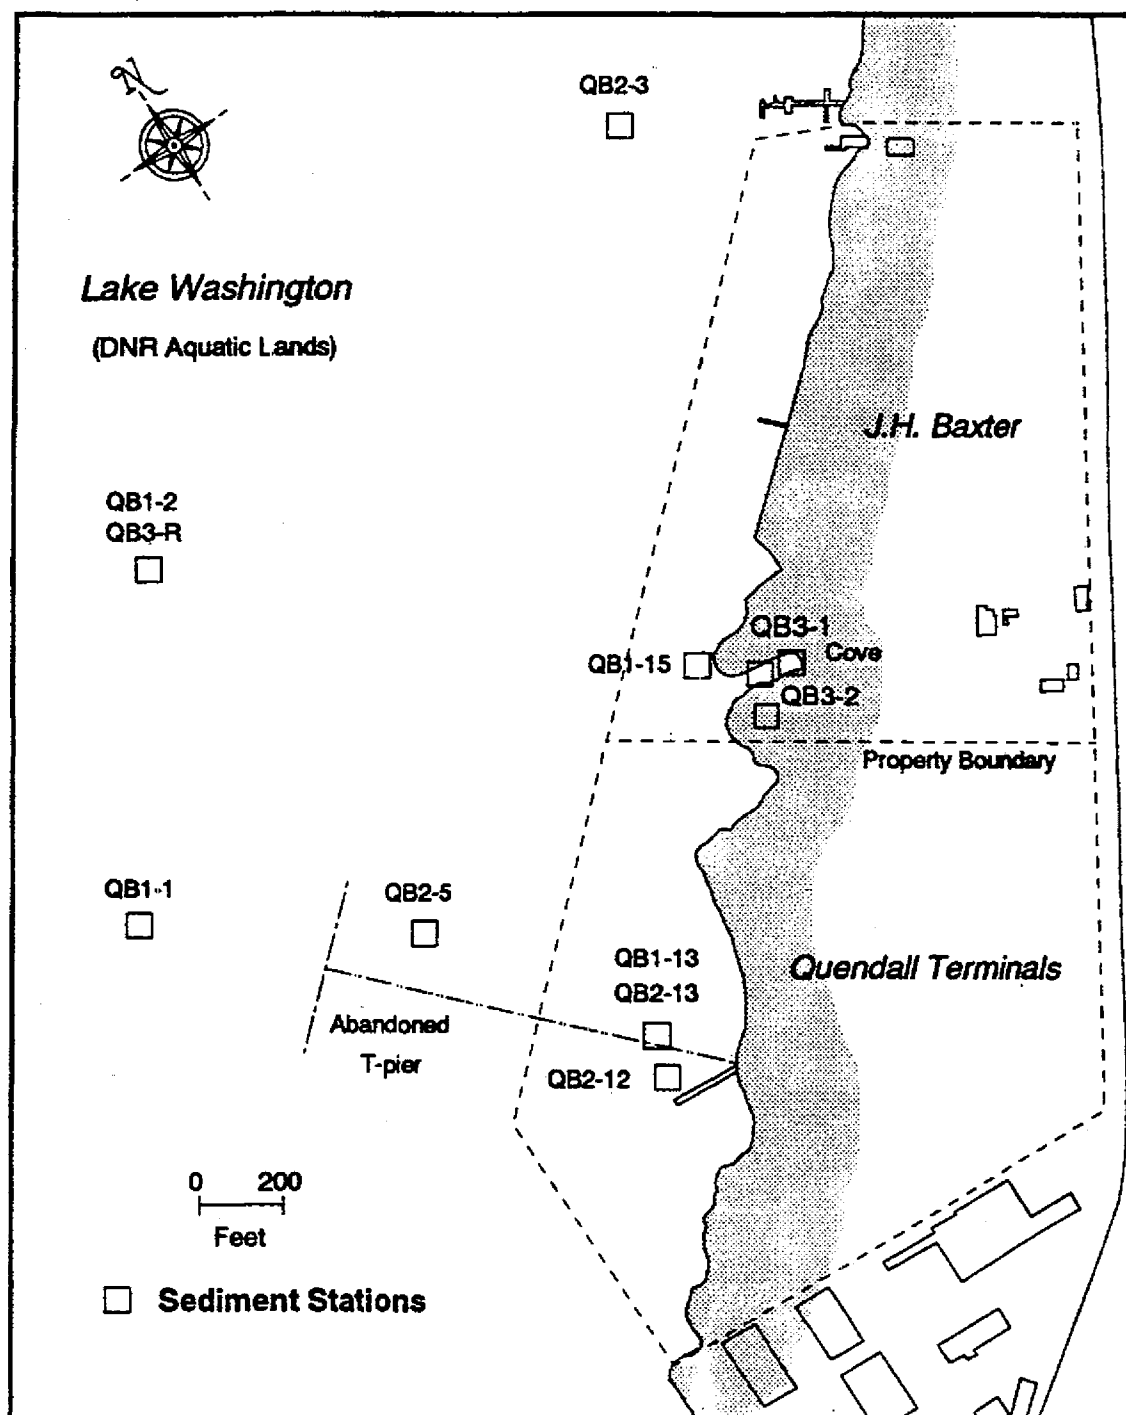 N
QB2-3
Lake Washington
(DNR Aquatic Lands)
J.H. Baxter
QB1-2
QB3-R
QB3-1
QB1-15
Cove
QB3-2
Property Boundary
QB1-1
QB2-5
QB1-13
QB2-13
Quendall Terminals
Abandoned
T-pier
QB2-12
0 200
Feet
Sediment Stations